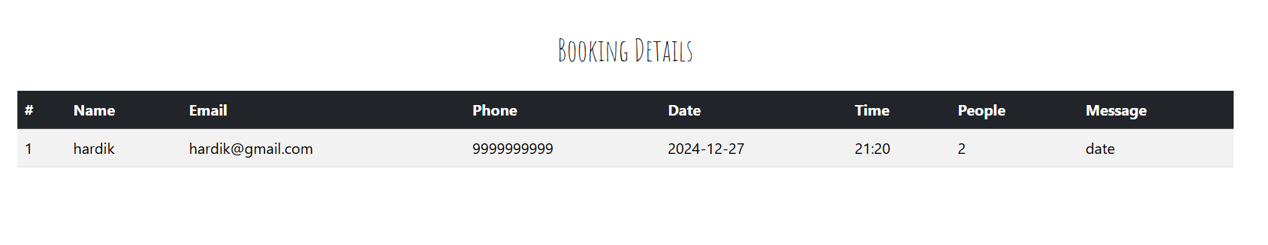 Booking Details
# Name Email Phone Date Time People Message
1 hardik hardik@gmail.com 9999999999 2024-12-27 21:20 2 date